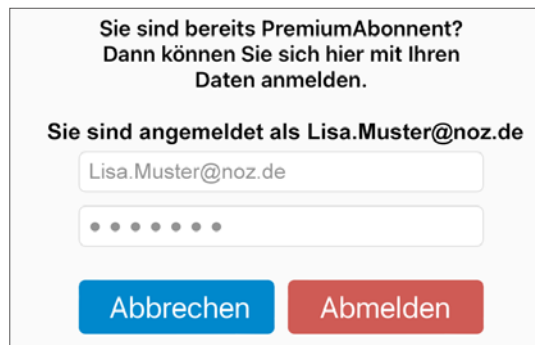 Sie sind bereits PremiumAbonnent?
Dann können Sie sich hier mit Ihren
Daten anmelden.
Sie sind angemeldet als Lisa.Muster@noz.de
Lisa.Muster@noz.de
●●●●●●●
Abbrechen Abmelden